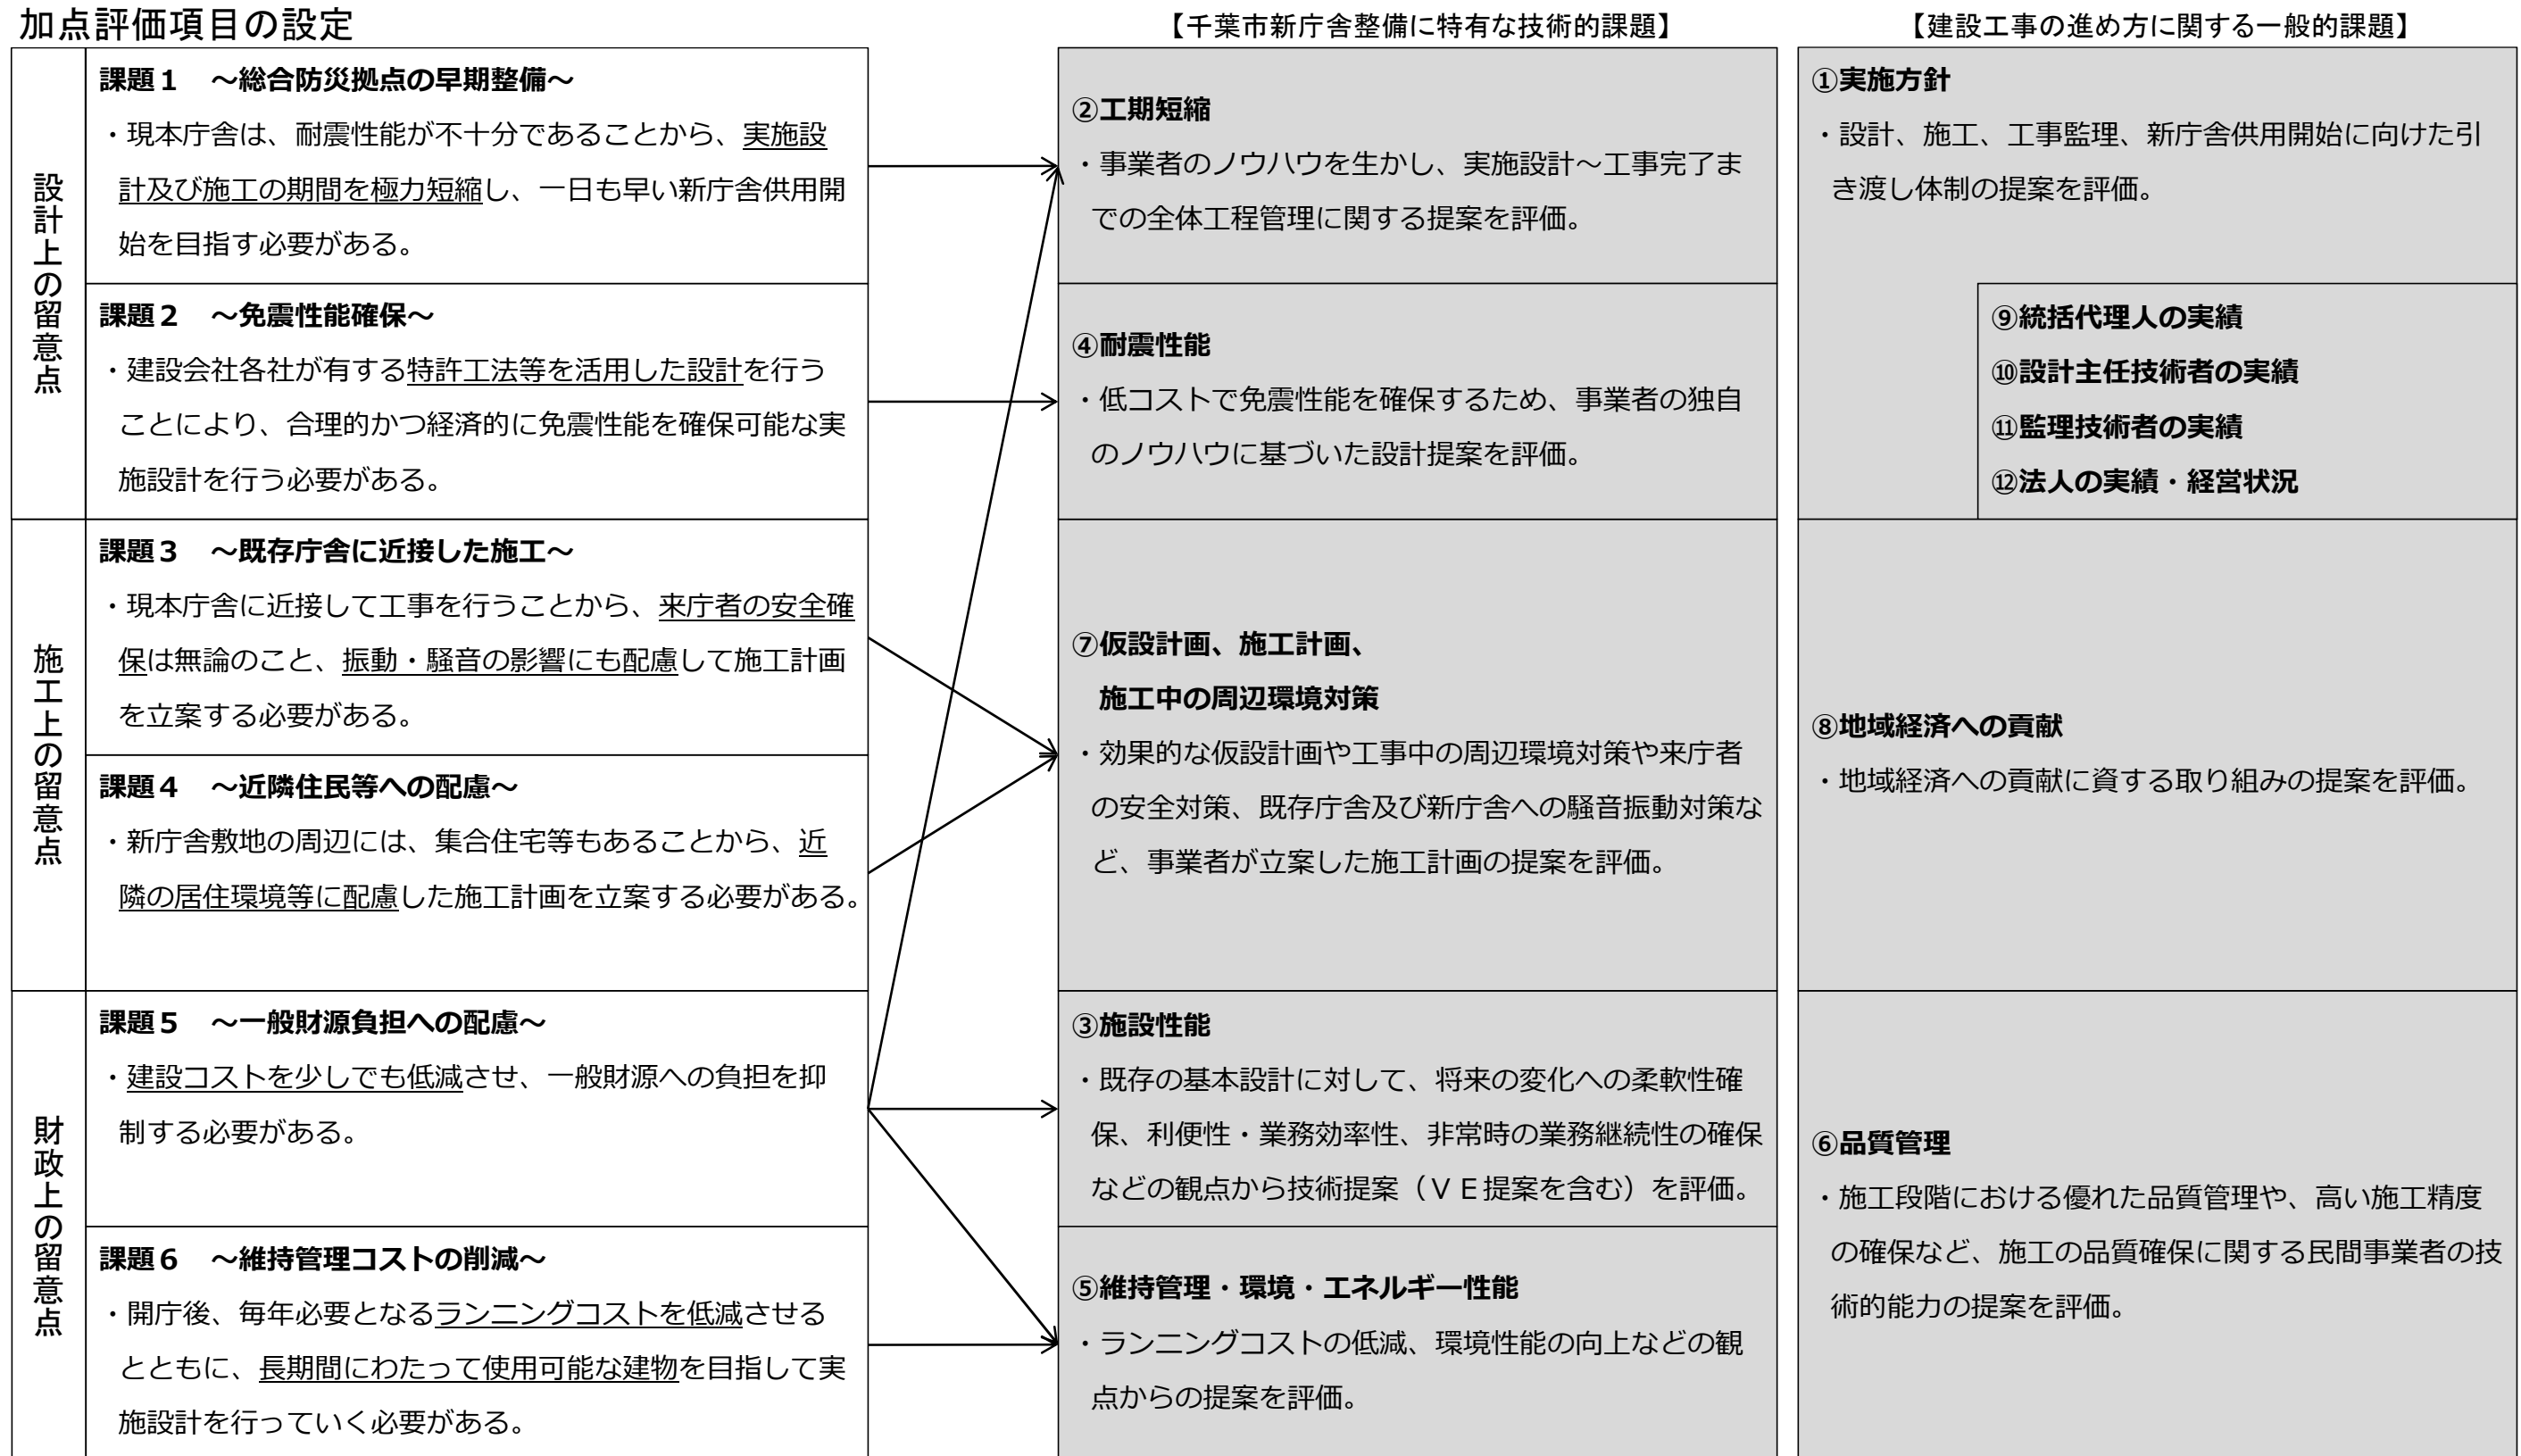 加点評価項目の設定
【千葉市新庁舎整備に特有な技術的課題】
【建設工事の進め方に関する一般的課題】
設計上の留意点
課題１　～総合防災拠点の早期整備～
・現本庁舎は、耐震性能が不十分であることから、実施設
計及び施工の期間を極力短縮し、一日も早い新庁舎供用開
始を目指す必要がある。
課題２　～免震性能確保～
・建設会社各社が有する特許工法等を活用した設計を行う
ことにより、合理的かつ経済的に免震性能を確保可能な実
施設計を行う必要がある。
施工上の留意点
課題３　～既存庁舎に近接した施工～
・現本庁舎に近接して工事を行うことから、来庁者の安全確
保は無論のこと、振動・騒音の影響にも配慮して施工計画
を立案する必要がある。
課題４　～近隣住民等への配慮～
・新庁舎敷地の周辺には、集合住宅等もあることから、近
隣の居住環境等に配慮した施工計画を立案する必要がある。
財政上の留意点
課題５　～一般財源負担への配慮～
・建設コストを少しでも低減させ、一般財源への負担を抑
制する必要がある。
課題６　～維持管理コストの削減～
・開庁後、毎年必要となるランニングコストを低減させる
とともに、長期間にわたって使用可能な建物を目指して実
施設計を行っていく必要がある。
②工期短縮
・事業者のノウハウを生かし、実施設計～工事完了ま
での全体工程管理に関する提案を評価。
④耐震性能
・低コストで免震性能を確保するため、事業者の独自
のノウハウに基づいた設計提案を評価。
⑦仮設計画、施工計画、
施工中の周辺環境対策
・効果的な仮設計画や工事中の周辺環境対策や来庁者
の安全対策、既存庁舎及び新庁舎への騒音振動対策な
ど、事業者が立案した施工計画の提案を評価。
③施設性能
・既存の基本設計に対して、将来の変化への柔軟性確
保、利便性・業務効率性、非常時の業務継続性の確保
などの観点から技術提案（ＶＥ提案を含む）を評価。
⑤維持管理・環境・エネルギー性能
・ランニングコストの低減、環境性能の向上などの観
点からの提案を評価。
①実施方針
・設計、施工、工事監理、新庁舎供用開始に向けた引
き渡し体制の提案を評価。
⑨統括代理人の実績
⑩設計主任技術者の実績
⑪監理技術者の実績
⑫法人の実績・経営状況
⑧地域経済への貢献
・地域経済への貢献に資する取り組みの提案を評価。
⑥品質管理
・施工段階における優れた品質管理や、高い施工精度
の確保など、施工の品質確保に関する民間事業者の技
術的能力の提案を評価。